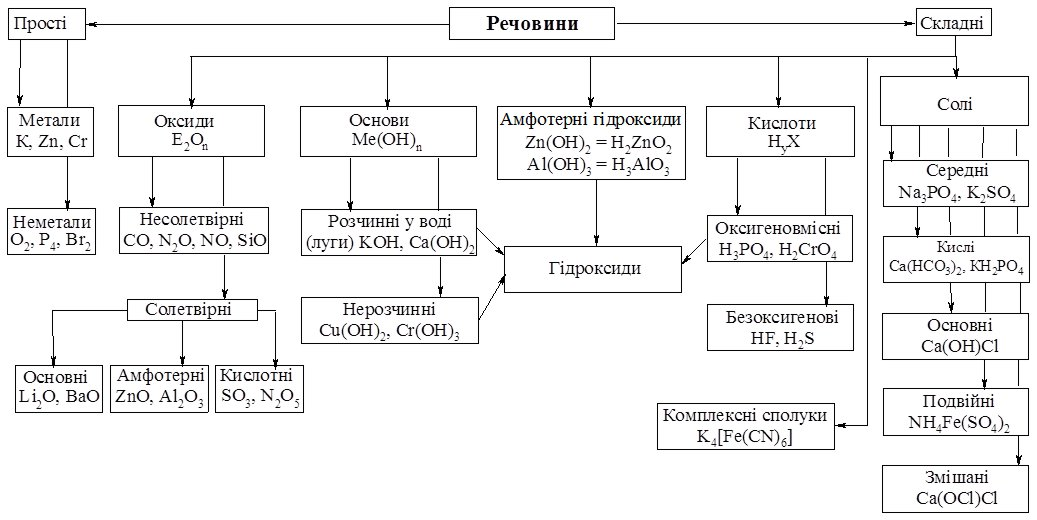 Речовини
Прості
Складні
Метали
K, Zn, Cr
Неметали
O₂, P₄, Br₂
Оксиди
E₂Oₙ
Несолетвірні
CO, N₂O, NO, SiO
Солетвірні
Основні
Li₂O, BaO
Амфотерні
ZnO, Al₂O₃
Кислотні
SO₃, N₂O₅
Основи
Me(OH)ₙ
Розчинні у воді
(луги) KOH, Ca(OH)₂
Нерозчинні
Cu(OH)₂, Cr(OH)₃
Амфотерні гідроксиди
Zn(OH)₂ = H₂ZnO₂
Al(OH)₃ = H₃AlO₃
Гідроксиди
Кислоти
HᵧX
Оксигеновмісні
H₃PO₄, H₂CrO₄
Безоксигенові
HF, H₂S
Комплексні сполуки
K₄[Fe(CN)₆]
Солі
Середні
Na₃PO₄, K₂SO₄
Кислі
Ca(HCO₃)₂, KH₂PO₄
Основні
Ca(OH)Cl
Подвійні
NH₄Fe(SO₄)₂
Змішані
Ca(OCl)Cl